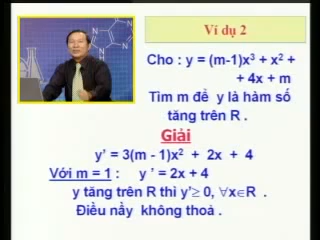 Ví dụ 2
Cho : y = (m-1)x³ + x² +
+ 4x + m
Tìm m để y là hàm số
tăng trên R .
Giải
y' = 3(m - 1)x² + 2x + 4
Với m = 1 : y ' = 2x + 4
y tăng trên R thì y'≥ 0, ∀x∈R .
Điều nầy không thoả .